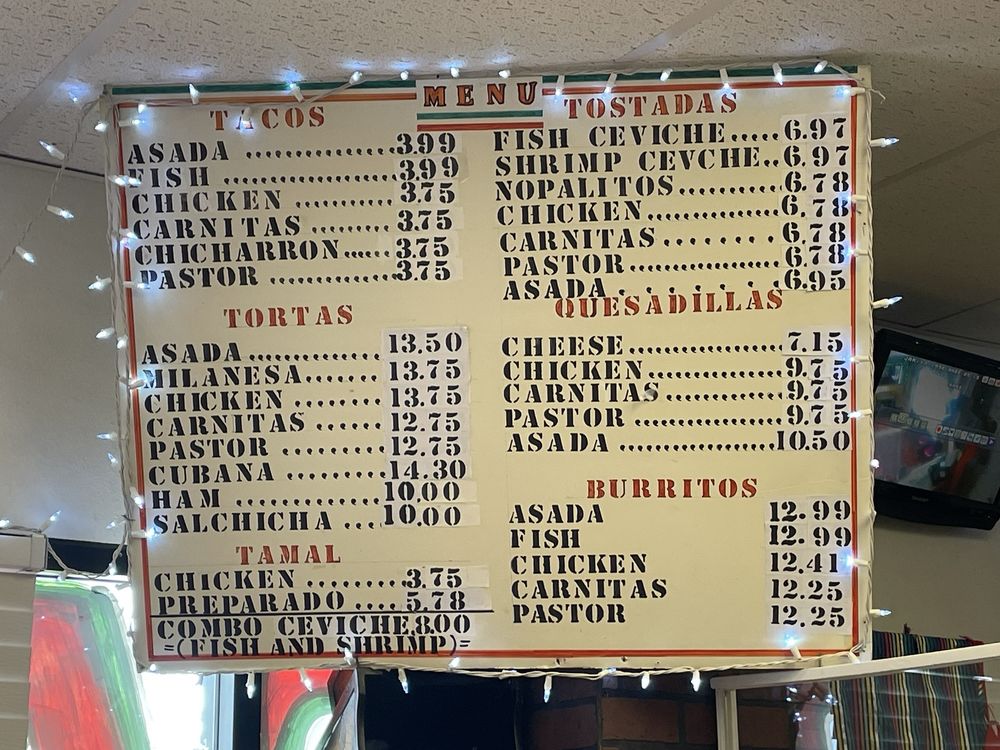 MENU
TACOS
ASADA ....................3.99
FISH ....................3.99
CHICKEN .............3.75
CARNITAS ...........3.75
CHICHARRON......3.75
PASTOR ..............3.75
TORTAS
ASADA.................13.50
MILANESA..........13.75
CHICKEN ..........13.75
CARNITAS .........12.75
PASTOR ............12.75
CUBANA ...........14.30
HAM .................10.00
SALCHICHA ....10.00
TAMAL
CHICKEN .........3.75
PREPARADO ....5.78
COMBO CEVICHE.8.00
=(FISH AND SHRIMP)=
TOSTADAS
FISH CEVICHE.....6.97
SHRIMP CEVCHE..6.97
NOPALITOS...........6.78
CHICKEN.................6.78
CARNITAS ........6.78
PASTOR...................6.78
ASADA ........6.95
QUESADILLAS
CHEESE.....................7.15
CHICKEN...................9.75
CARNITAS ..............9.75
PASTOR...................9.75
ASADA ....................10.50
BURRITOS
ASADA 12.99
FISH 12.99
CHICKEN 12.41
CARNITAS 12.25
PASTOR 12.25